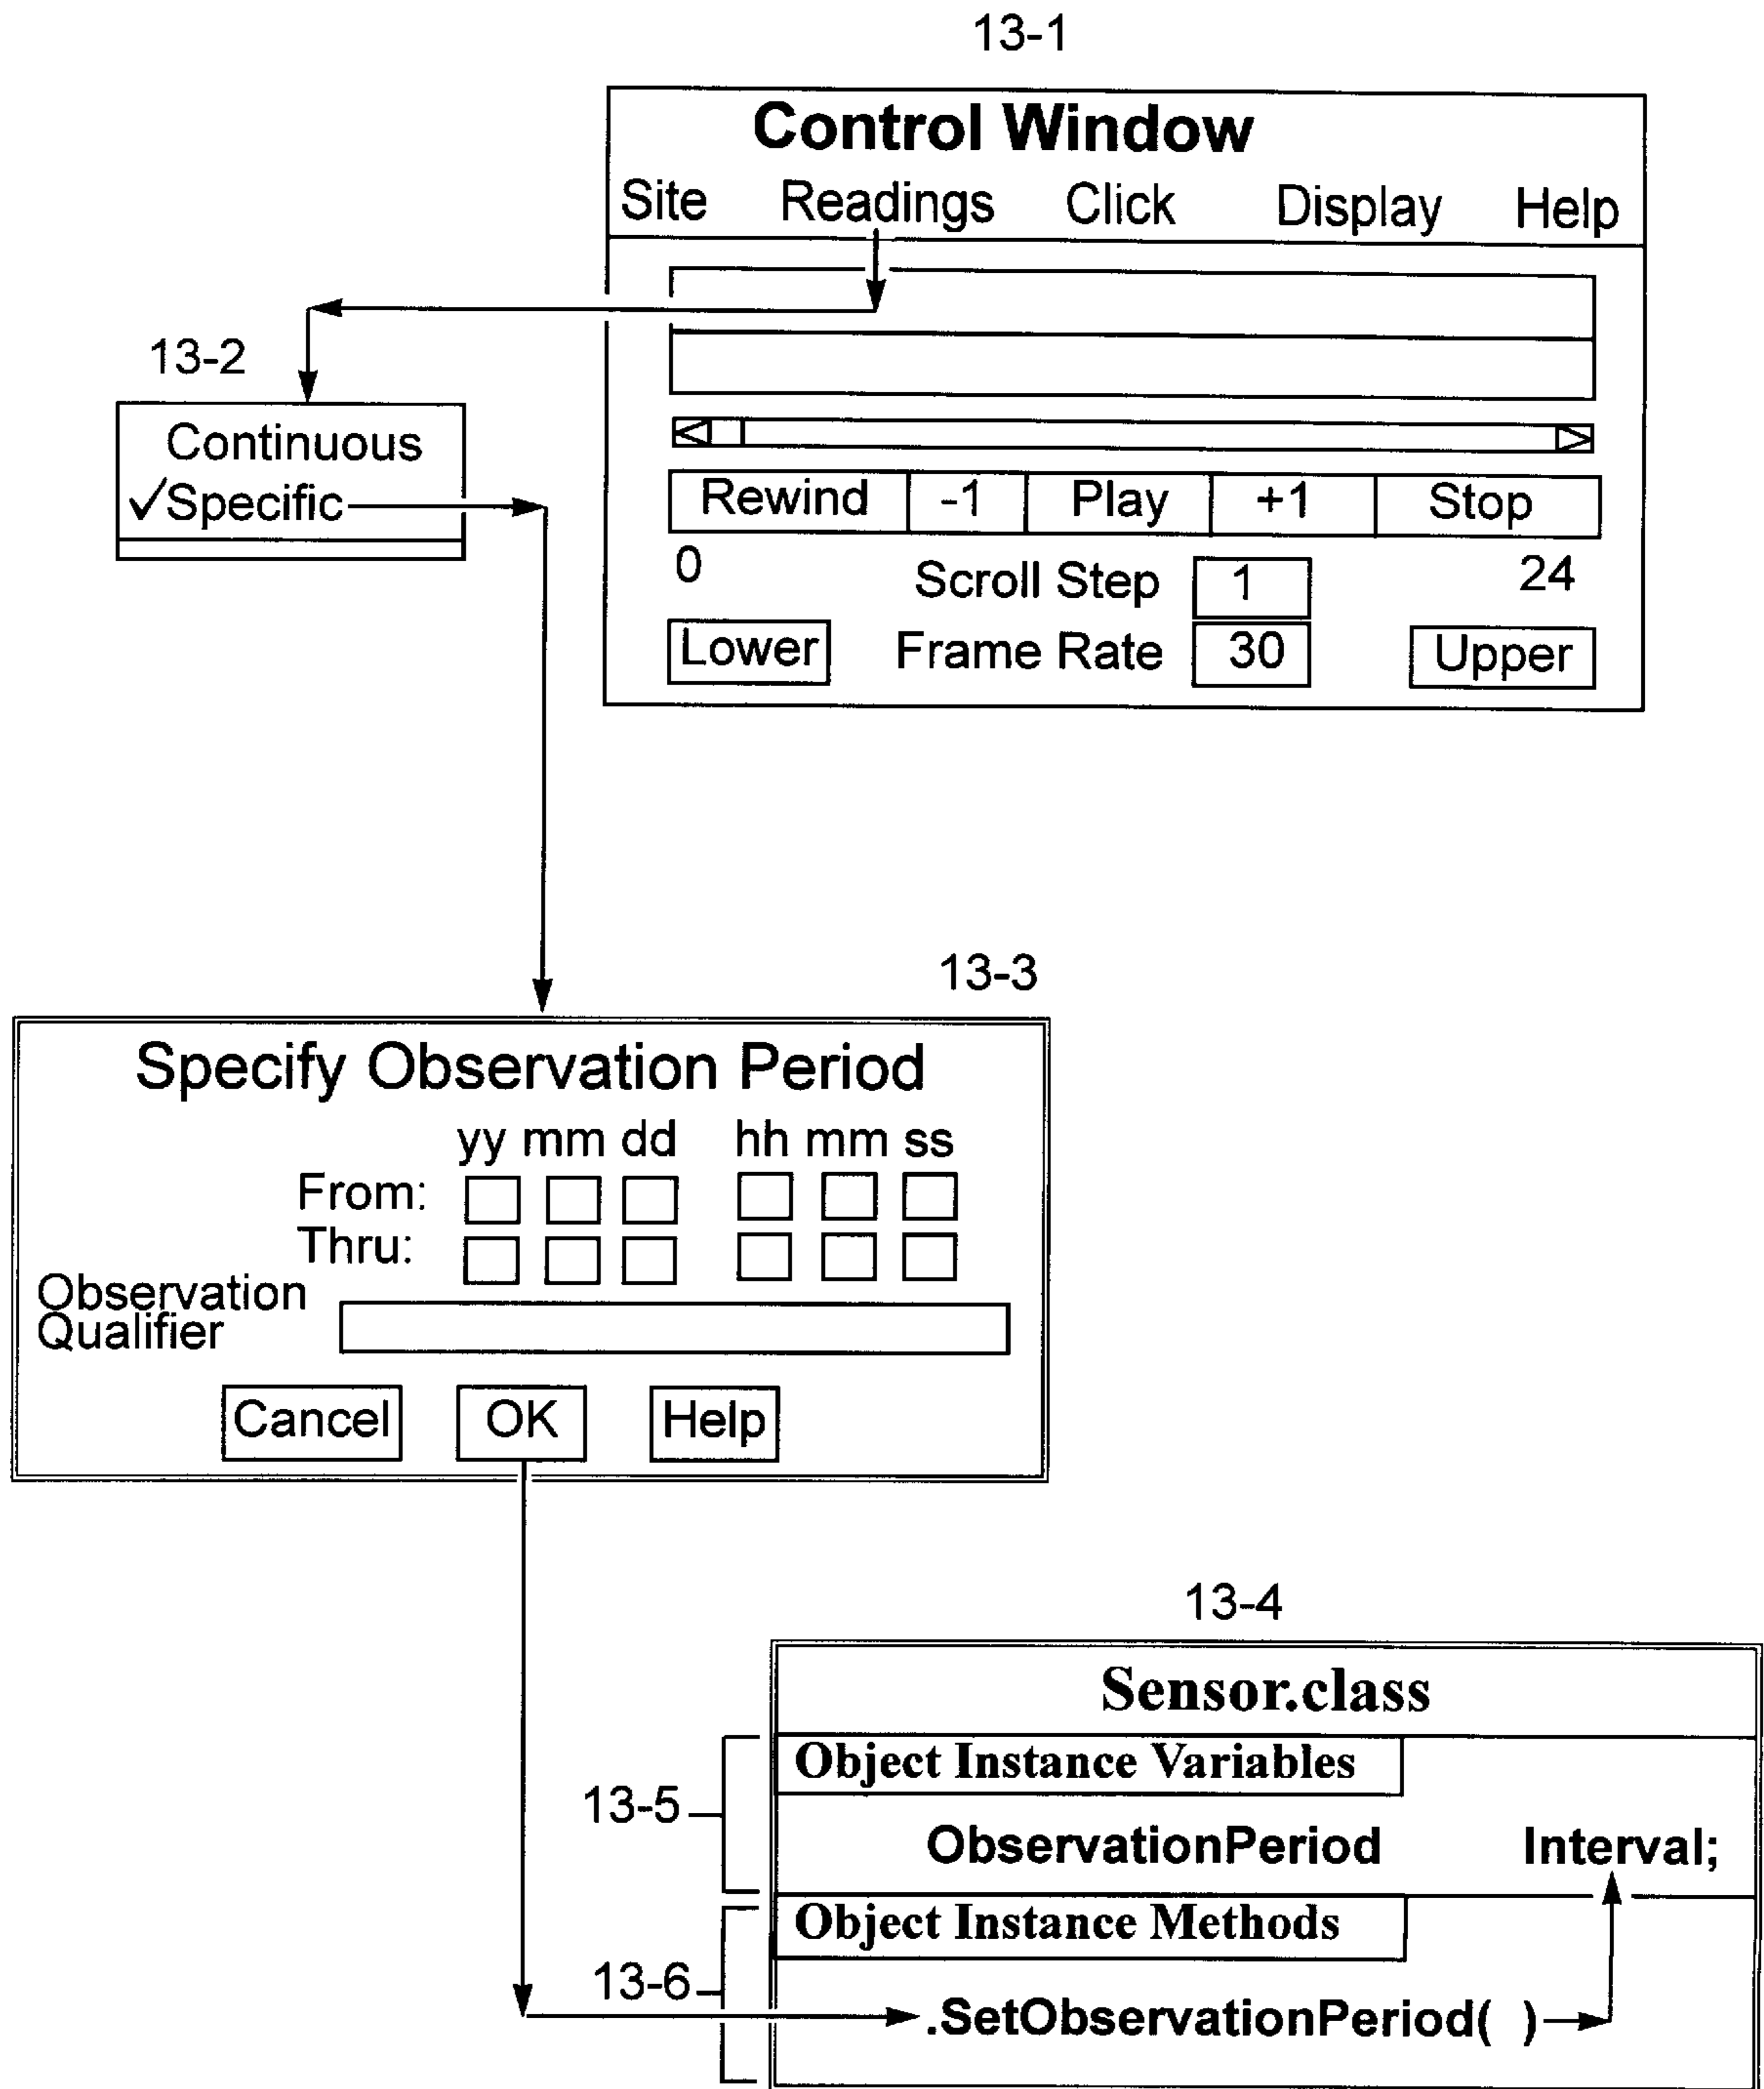 13-1
Control Window
Site Readings Click Display Help
13-2
Continuous
✓Specific
Rewind -1 Play +1 Stop
0 Scroll Step 1 24
Lower Frame Rate 30 Upper
13-3
Specify Observation Period
yy mm dd hh mm ss
From:
Thru:
Observation
Qualifier
Cancel OK Help
13-4
Sensor.class
Object Instance Variables
13-5
ObservationPeriod Interval;
Object Instance Methods
13-6
.SetObservationPeriod( )